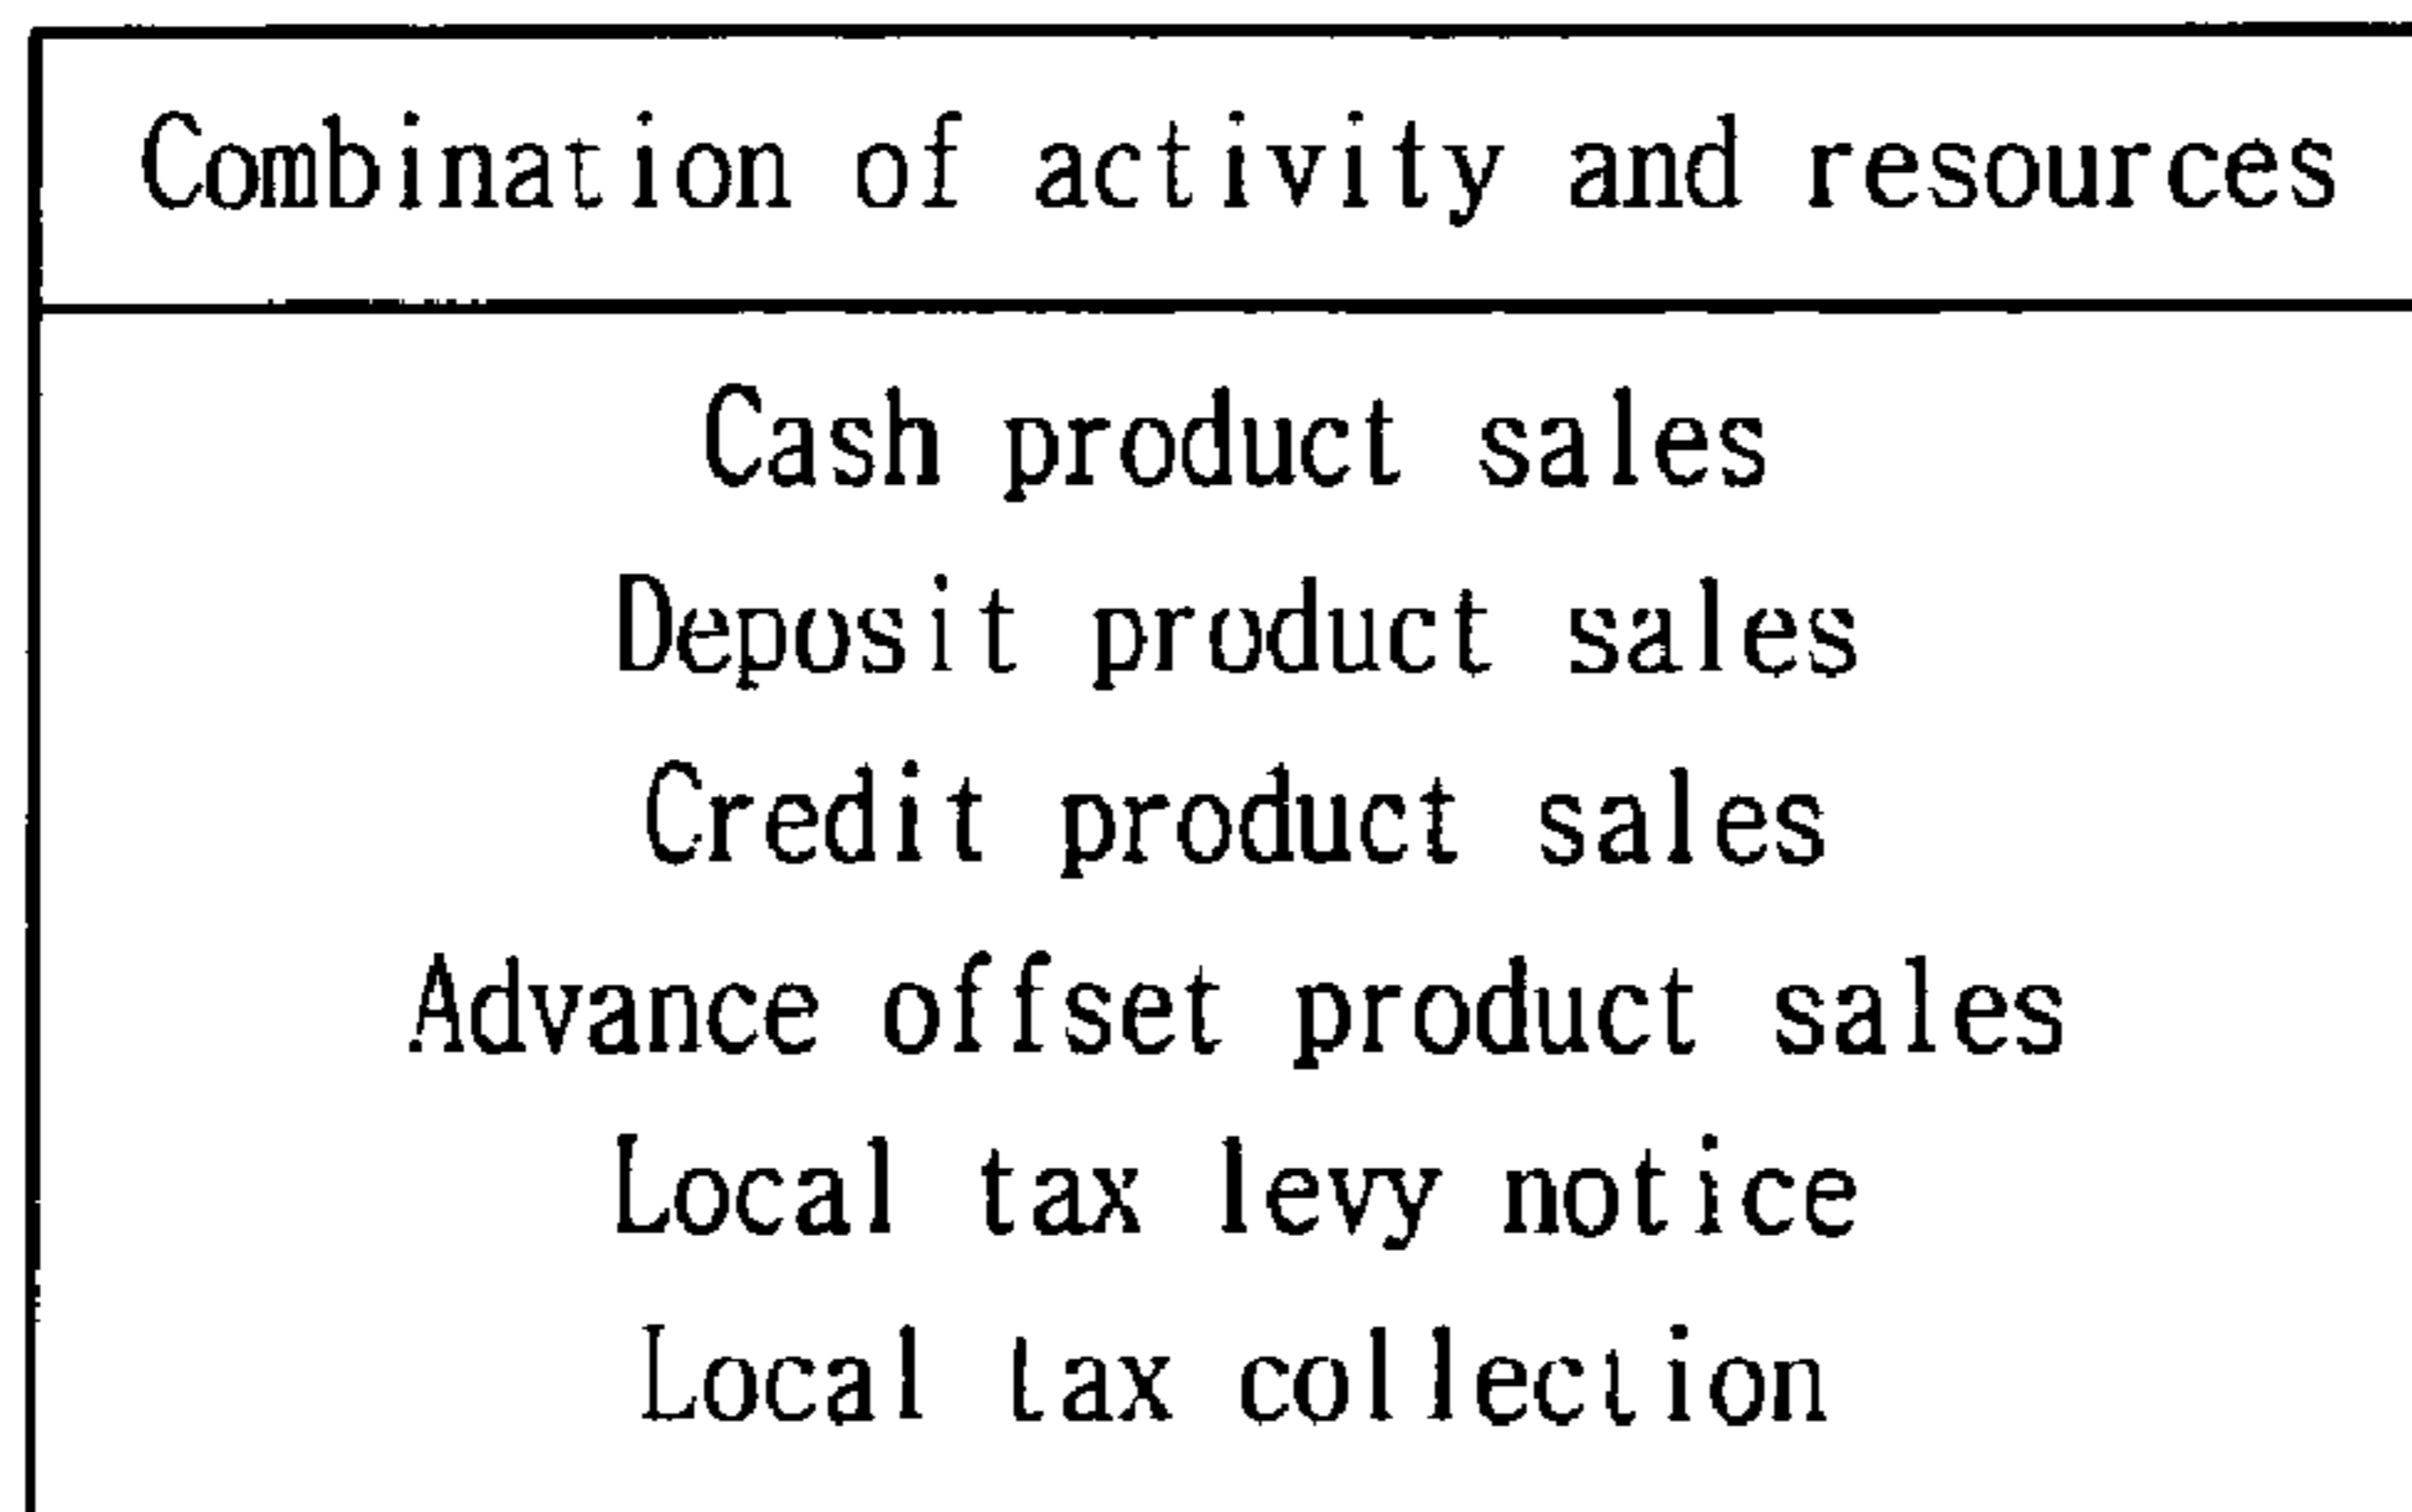 Combination of activity and resources
Cash product sales
Deposit product sales
Credit product sales
Advance offset product sales
Local tax levy notice
Local tax collection